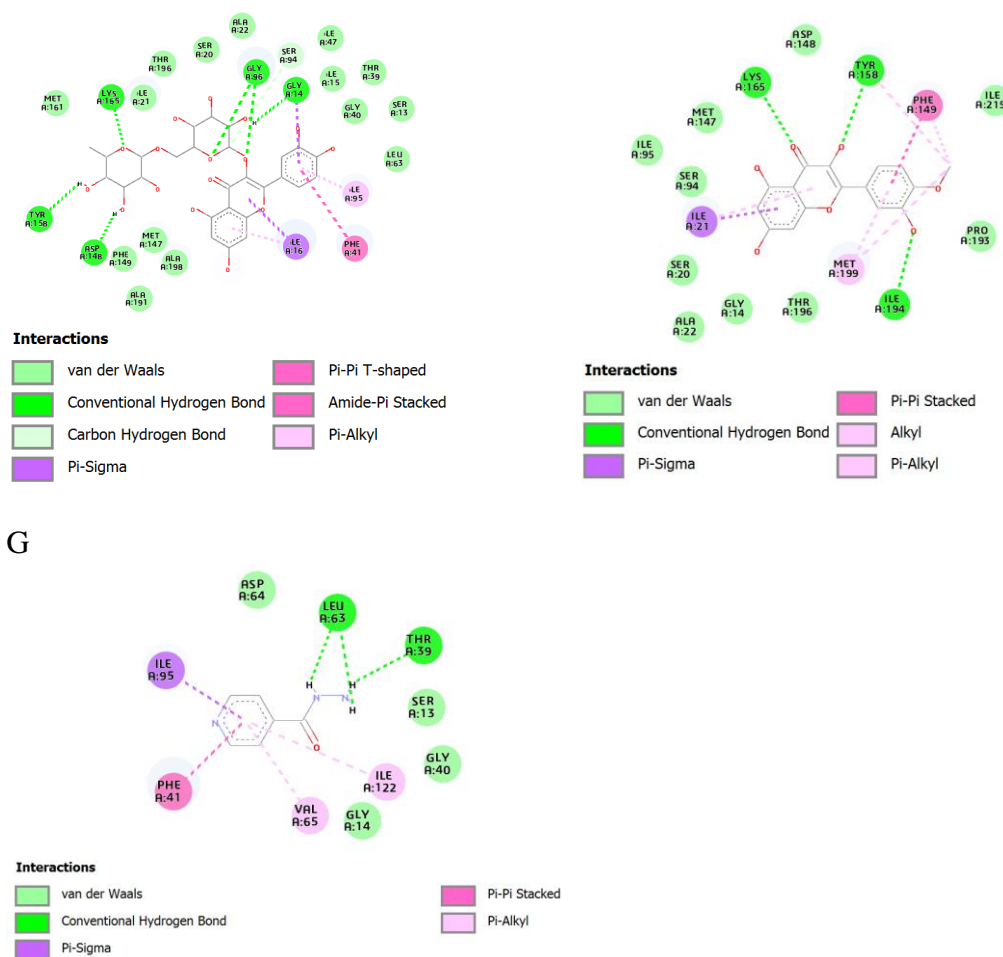 ALA
A:22
SER
A:20
ILE
A:47
SER
A:94
THR
A:196
GLY
A:96
ILE
A:15
THR
A:39
GLY
A:14
MET
A:161
LYS
A:165
ILE
A:21
GLY
A:40
SER
A:13
LEU
A:63
ILE
A:95
TYR
A:158
ASP
A:148
PHE
A:149
MET
A:147
ALA
A:198
ILE
A:16
PHE
A:41
ALA
A:191
Interactions
van der Waals
Conventional Hydrogen Bond
Carbon Hydrogen Bond
Pi-Sigma
Pi-Pi T-shaped
Amide-Pi Stacked
Pi-Alkyl
ASP
A:148
LYS
A:165
TYR
A:158
PHE
A:149
ILE
A:215
MET
A:147
ILE
A:95
SER
A:94
ILE
A:21
PRO
A:193
SER
A:20
MET
A:199
ILE
A:194
GLY
A:14
THR
A:196
ALA
A:22
Interactions
van der Waals
Conventional Hydrogen Bond
Pi-Sigma
Pi-Pi Stacked
Alkyl
Pi-Alkyl
G
ASP
A:64
LEU
A:63
THR
A:39
ILE
A:95
H
H
N
N
H
SER
A:13
N
O
GLY
A:40
PHE
A:41
ILE
A:122
VAL
A:65
GLY
A:14
Interactions
van der Waals
Conventional Hydrogen Bond
Pi-Sigma
Pi-Pi Stacked
Pi-Alkyl